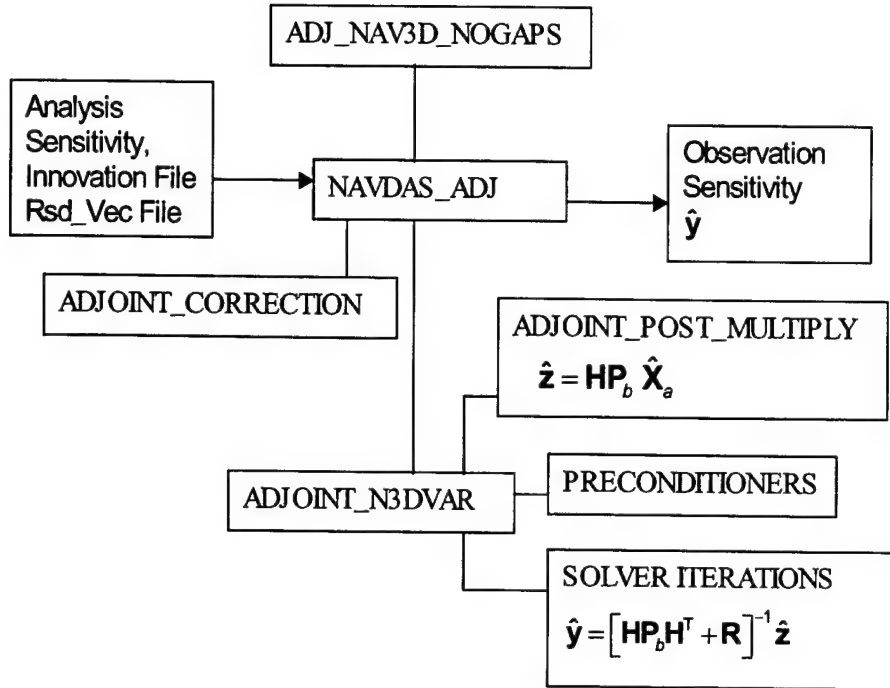 ADJ_NAV3D_NOGAPS
Analysis
Sensitivity,
Innovation File
Rsd_Vec File
NAVDAS_ADJ
Observation
Sensitivity
ŷ
ADJOINT_CORRECTION
ADJOINT_POST_MULTIPLY
ẑ = HP_b X̂_a
ADJOINT_N3DVAR
PRECONDITIONERS
SOLVER ITERATIONS
ŷ = [HP_bH^T + R]^-1 ẑ